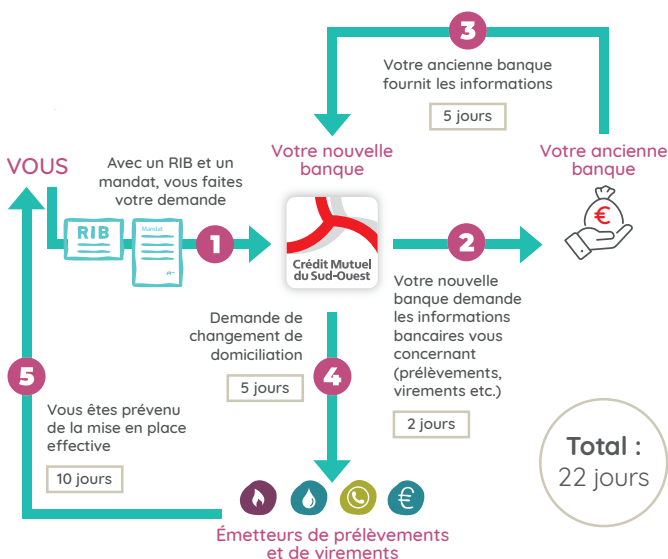 VOUS
Avec un RIB et un
mandat, vous faites
votre demande
RIB
Mandat
1
Votre nouvelle
banque
Crédit Mutuel
du Sud-Ouest
2
Votre nouvelle
banque demande
les informations
bancaires vous
concernant
(prélèvements,
virements etc.)
2 jours
Votre ancienne
banque
€
3
Votre ancienne banque
fournit les informations
5 jours
4
Demande de
changement de
domiciliation
5 jours
€
Émetteurs de prélèvements
et de virements
5
Vous êtes prévenu
de la mise en place
effective
10 jours
Total :
22 jours